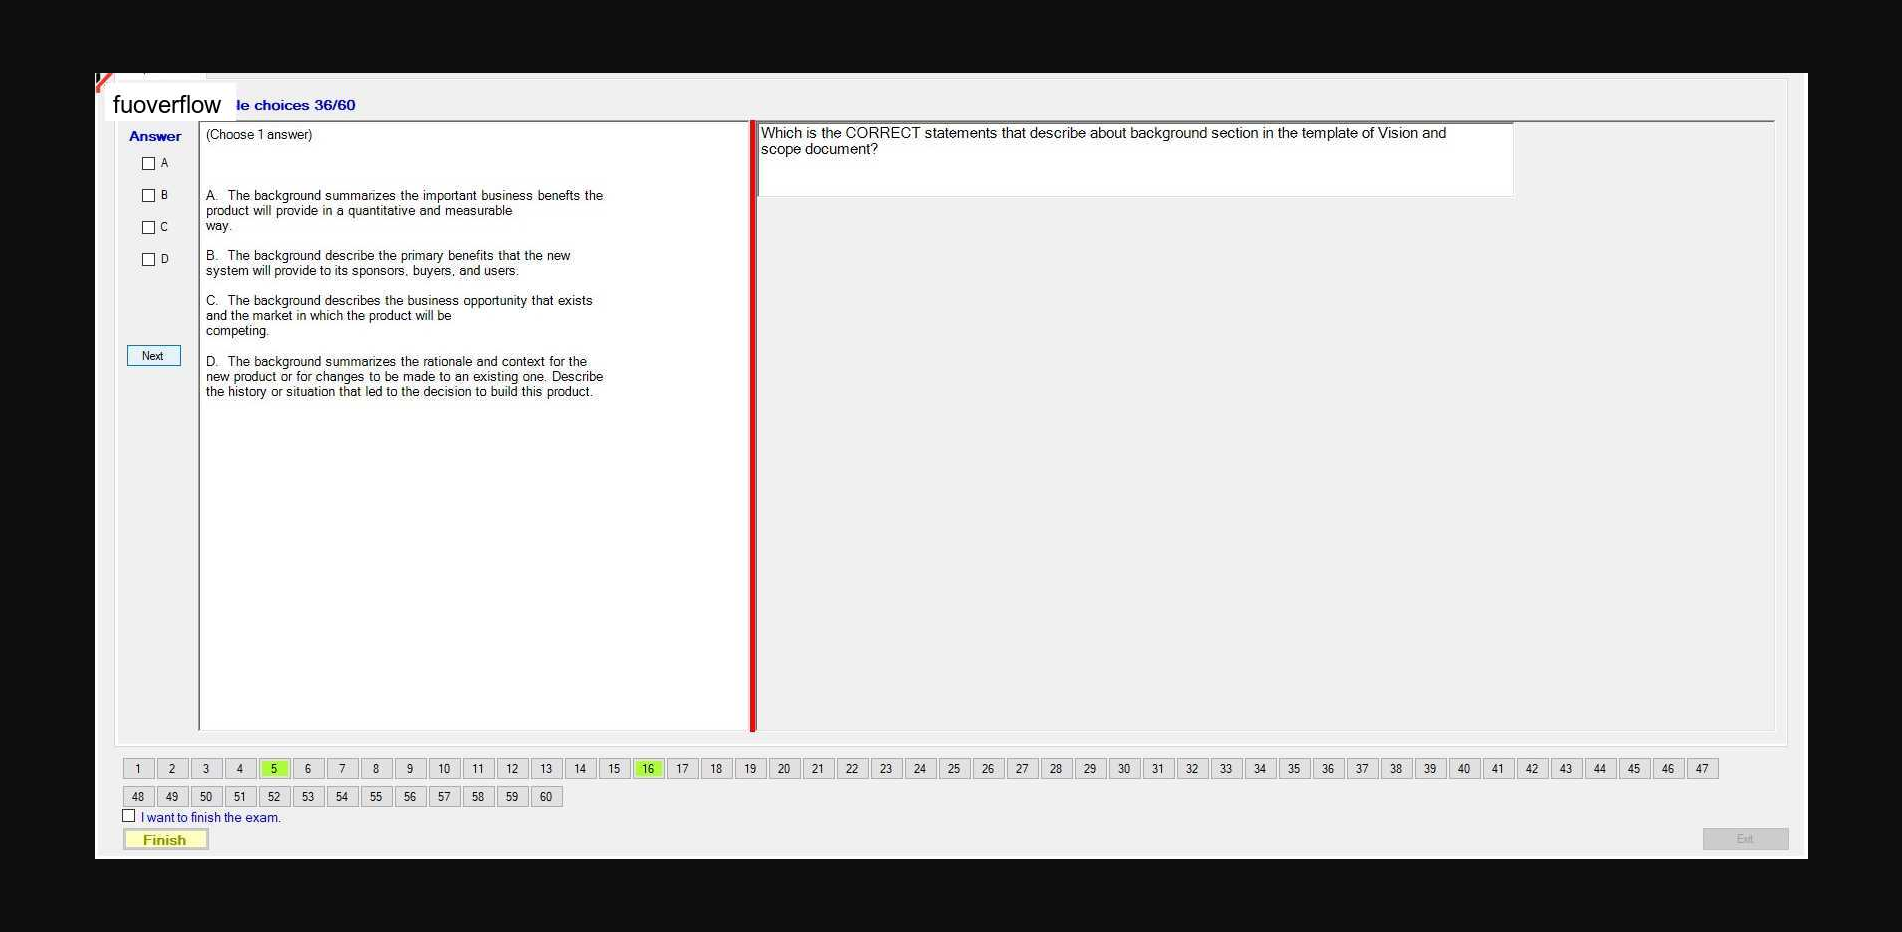 fuoverflow le choices 36/60
Answer
A
B
C
D
Next
(Choose 1 answer)
A. The background summarizes the important business benefts the
product will provide in a quantitative and measurable
way.
B. The background describe the primary benefits that the new
system will provide to its sponsors, buyers, and users.
C. The background describes the business opportunity that exists
and the market in which the product will be
competing.
D. The background summarizes the rationale and context for the
new product or for changes to be made to an existing one. Describe
the history or situation that led to the decision to build this product.
Which is the CORRECT statements that describe about background section in the template of Vision and
scope document?
1 2 3 4 5 6 7 8 9 10 11 12 13 14 15 16 17 18 19 20 21 22 23 24 25 26 27 28 29 30 31 32 33 34 35 36 37 38 39 40 41 42 43 44 45 46 47
48 49 50 51 52 53 54 55 56 57 58 59 60
I want to finish the exam.
Finish
Exit